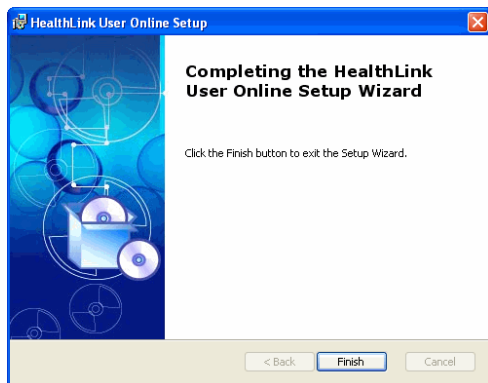 HealthLink User Online Setup
Completing the HealthLink
User Online Setup Wizard
Click the Finish button to exit the Setup Wizard.
< Back Finish Cancel